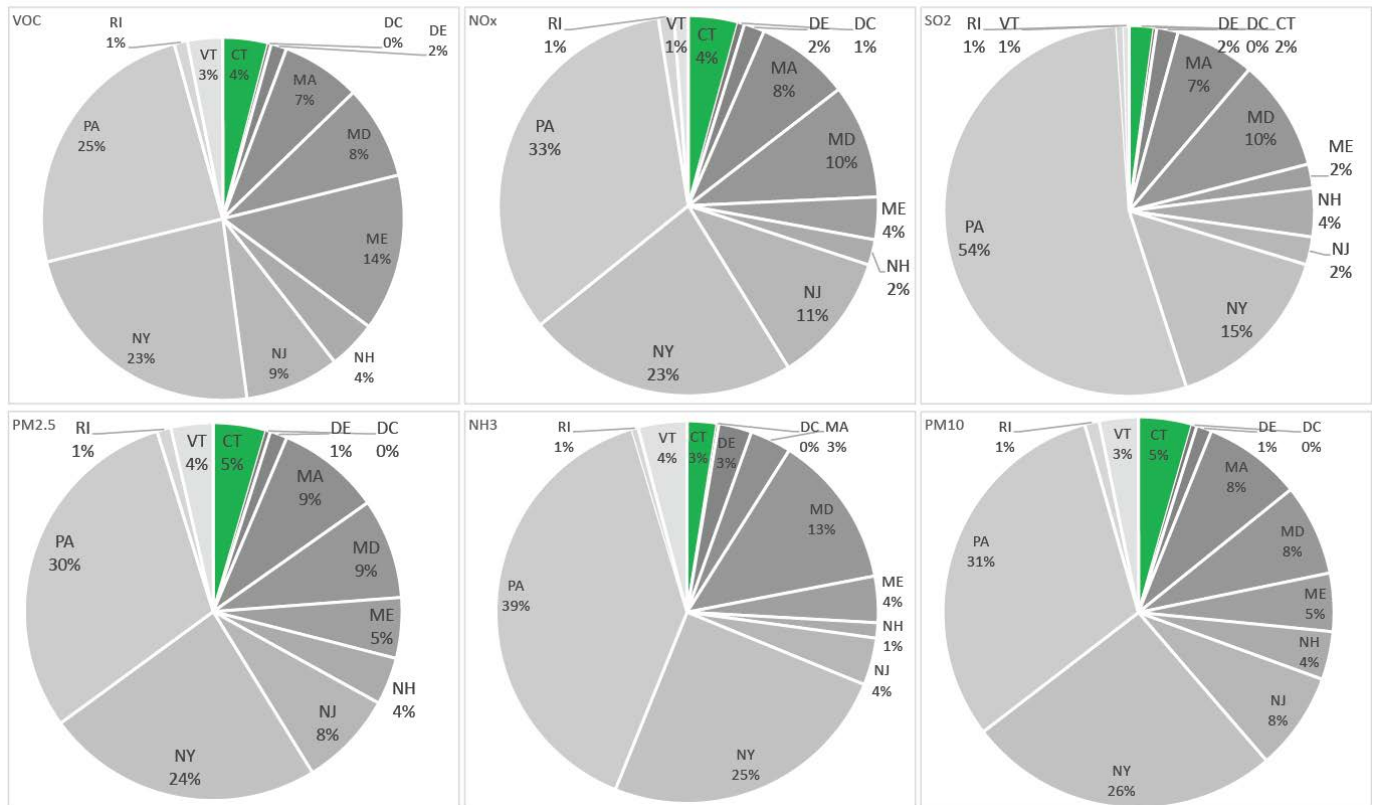 VOC
RI
1%
VT
3%
CT
4%
DC
0%
DE
2%
MA
7%
MD
8%
ME
14%
NH
4%
NJ
9%
NY
23%
PA
25%
NOx
RI
1%
VT
1%
CT
4%
DE
2%
DC
1%
MA
8%
MD
10%
ME
4%
NH
2%
NJ
11%
NY
23%
PA
33%
SO2
RI
1%
VT
1%
DE
2%
DC
0%
CT
2%
MA
7%
MD
10%
ME
2%
NH
4%
NJ
2%
NY
15%
PA
54%
PM2.5
RI
1%
VT
4%
CT
5%
DE
1%
DC
0%
MA
9%
MD
9%
ME
5%
NH
4%
NJ
8%
NY
24%
PA
30%
NH3
RI
1%
VT
4%
CT
3%
DE
3%
DC
0%
MA
3%
MD
13%
ME
4%
NH
1%
NJ
4%
NY
25%
PA
39%
PM10
RI
1%
VT
3%
CT
5%
DE
1%
DC
0%
MA
8%
MD
8%
ME
5%
NH
4%
NJ
8%
NY
26%
PA
31%